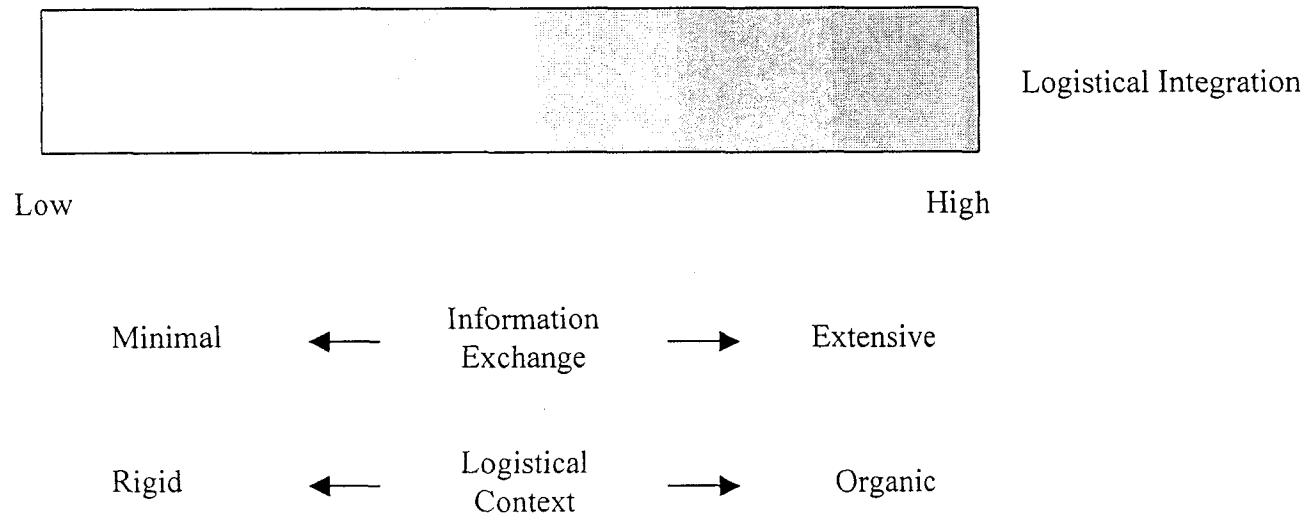 Logistical Integration
Low High
Minimal Information Exchange Extensive
Rigid Logistical Context Organic